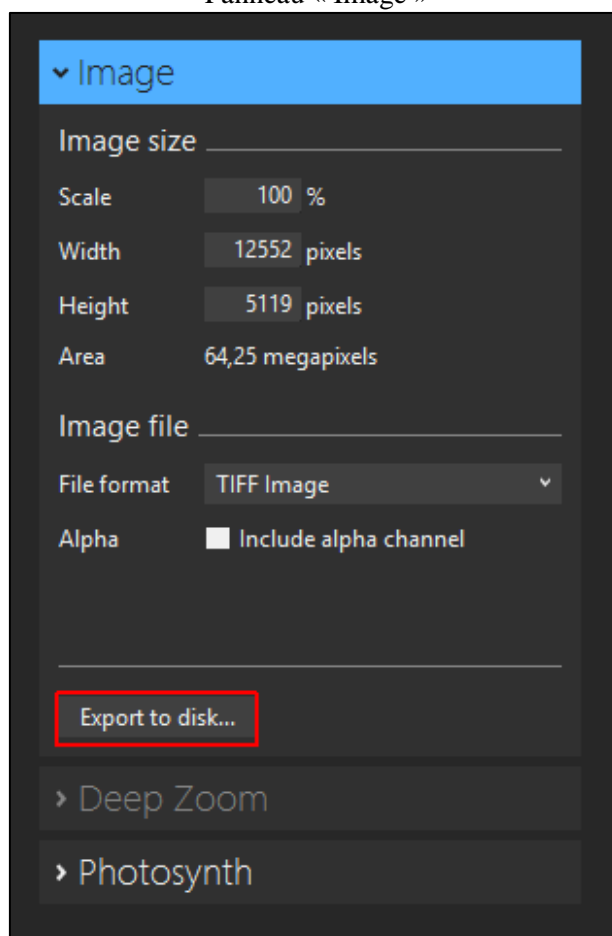 Panneau « Image »
Image
Image size
Scale 100 %
Width 12552 pixels
Height 5119 pixels
Area 64,25 megapixels
Image file
File format TIFF Image
Alpha Include alpha channel
Export to disk...
Deep Zoom
Photosynth